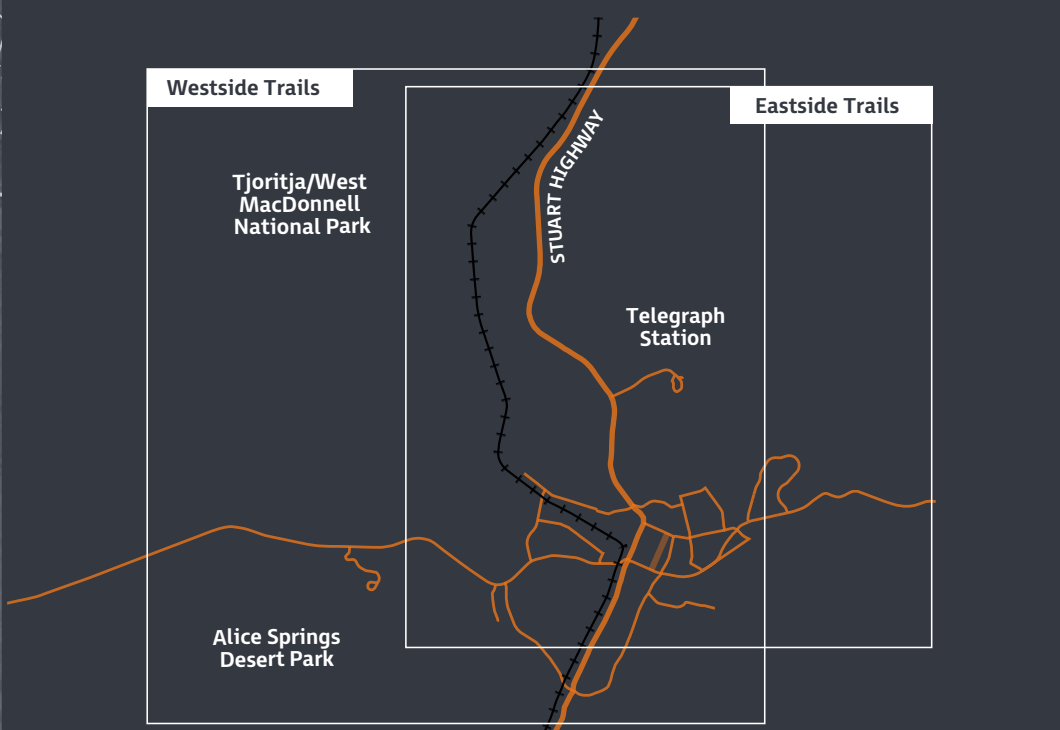 Westside Trails
Eastside Trails
STUART HIGHWAY
Tjoritja/West
MacDonnell
National Park
Telegraph
Station
Alice Springs
Desert Park